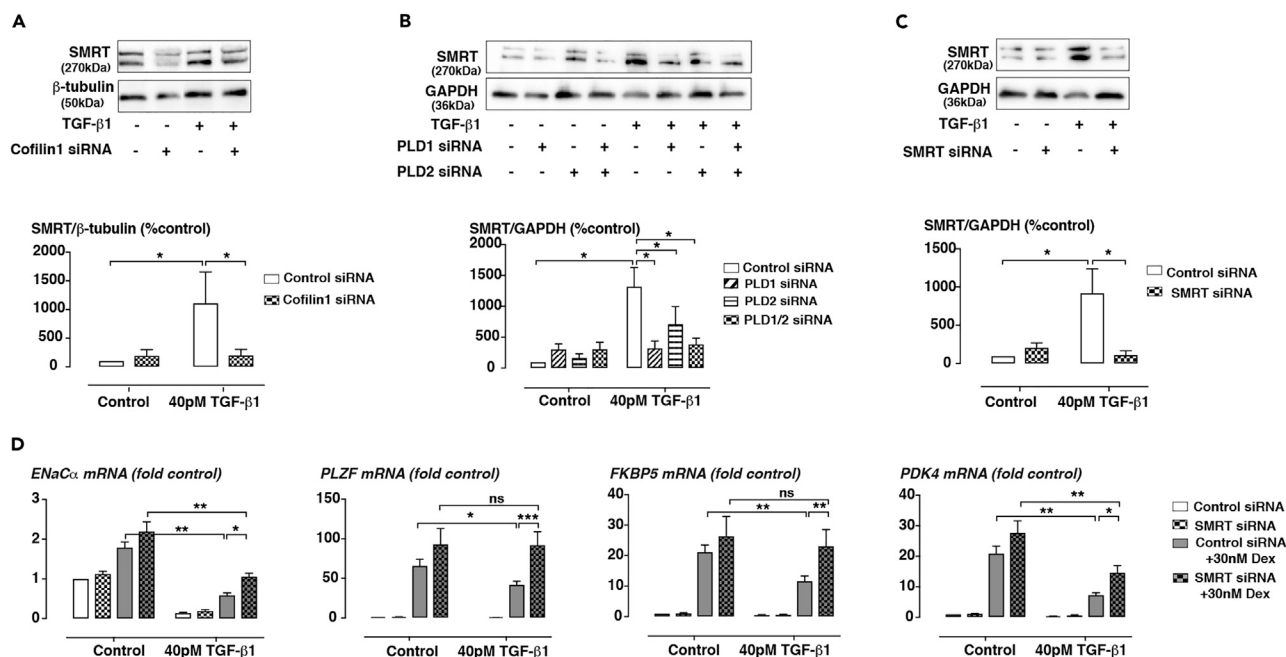 A
SMRT
(270kDa)
β-tubulin
(50kDa)
TGF-β1 - - + +
Cofilin1 siRNA - + - +
SMRT/β-tubulin (%control)
2000
1500
1000
500
0
* *
Control siRNA
Cofilin1 siRNA
Control 40pM TGF-β1
B
SMRT
(270kDa)
GAPDH
(36kDa)
TGF-β1 - - - - + + + +
PLD1 siRNA - + - + - + - +
PLD2 siRNA - - + + - - + +
SMRT/GAPDH (%control)
2000
1500
1000
500
0
*
*
* *
Control siRNA
PLD1 siRNA
PLD2 siRNA
PLD1/2 siRNA
Control 40pM TGF-β1
C
SMRT
(270kDa)
GAPDH
(36kDa)
TGF-β1 - - + +
SMRT siRNA - + - +
SMRT/GAPDH (%control)
1500
1000
500
0
* *
Control siRNA
SMRT siRNA
Control 40pM TGF-β1
D
ENaCα mRNA (fold control)
3
2
1
0
**
** *
Control 40pM TGF-β1
PLZF mRNA (fold control)
150
100
50
0
ns
* ***
Control 40pM TGF-β1
FKBP5 mRNA (fold control)
40
30
20
10
0
ns
** **
Control 40pM TGF-β1
PDK4 mRNA (fold control)
40
30
20
10
0
**
** *
Control 40pM TGF-β1
Control siRNA
SMRT siRNA
Control siRNA
+30nM Dex
SMRT siRNA
+30nM Dex